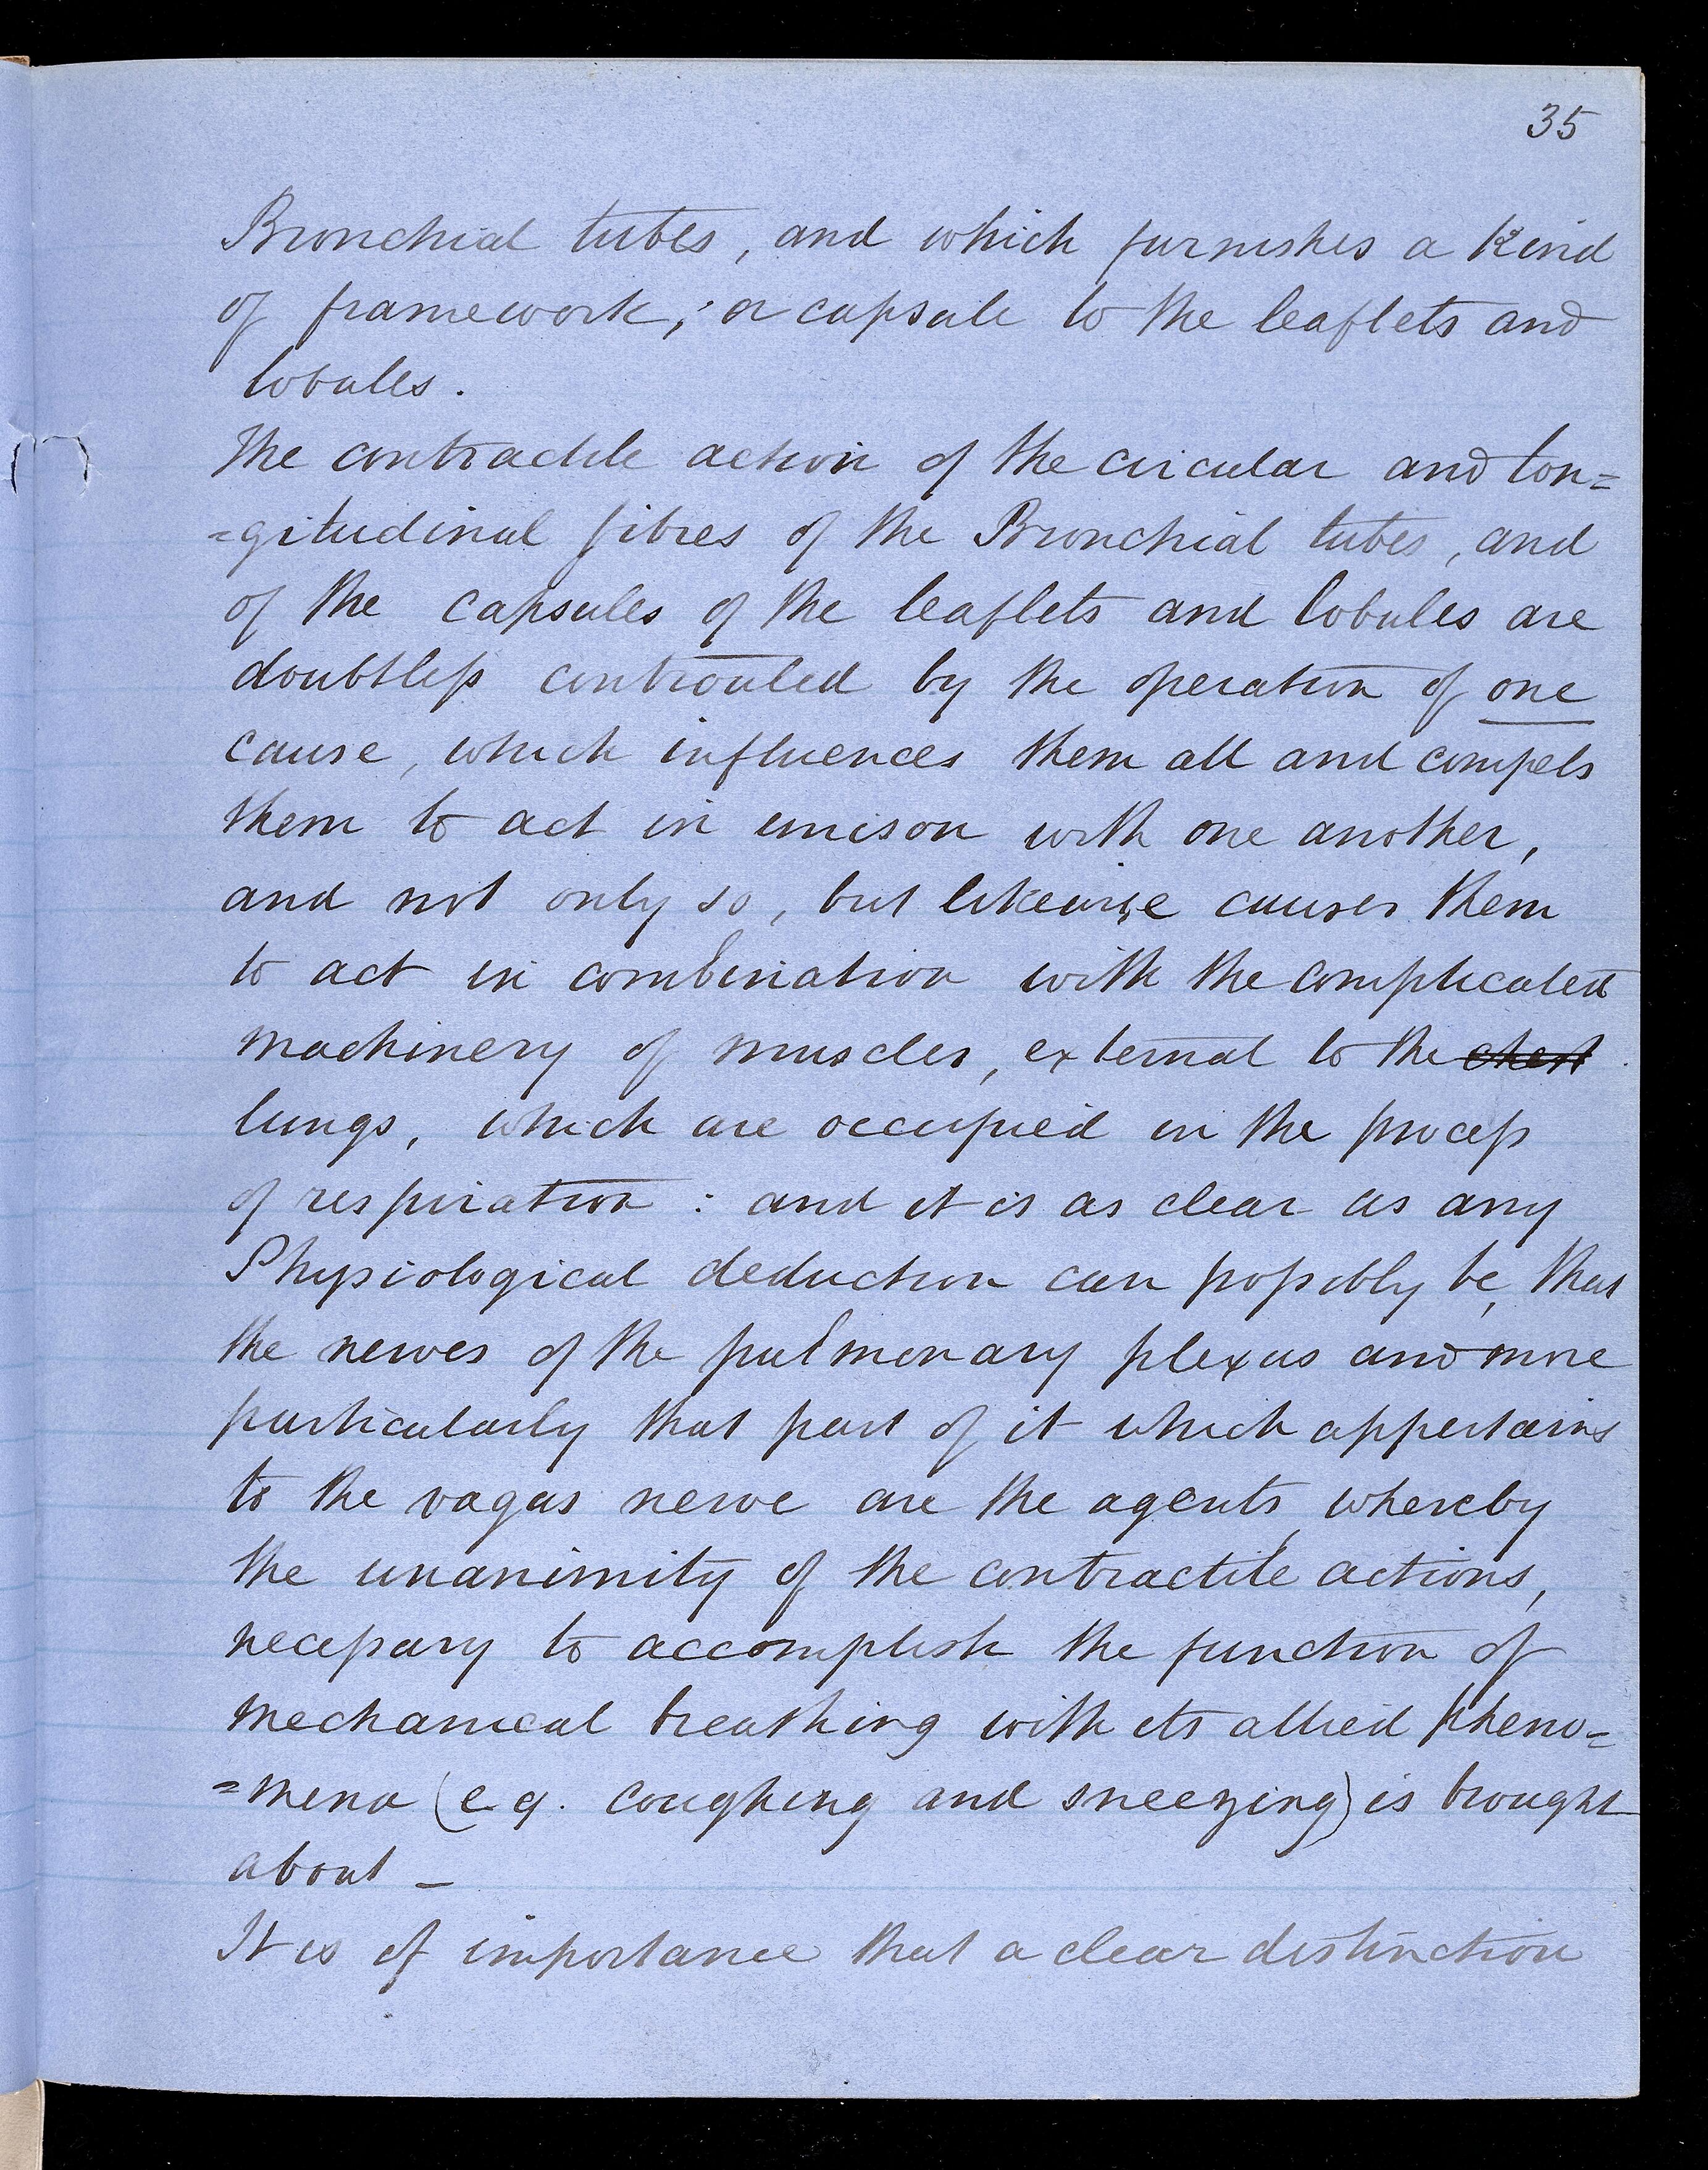 35
Bronchial tubes, and which furnishes a kind
of framework, or capsule to the leaflets and
lobules.
The contractile action of the circular and lon=
=gitudinal fibres of the Bronchial tubes, and
of the capsules of the leaflets and lobules are
doubtless controuled by the operation of one
cause, which influences them all and compels
them to act in unison with one another,
and not only so, but likewise causes them
to act in combination with the complicated
machinery of muscles, external to the chest
lungs, which are occupied in the process
of respiration: and it is as clear as any
Physiological deduction can possibly be, that
the nerves of the pulmonary plexus and more
particularly that part of it which appertains
to the vagus nerve are the agents, whereby
the unanimity of the contractile actions,
necessary to accomplish the function of
mechanical breathing with its allied pheno=
=mena (e.g. coughing and sneezing) is brought
about _
It is of importance that a clear distinction